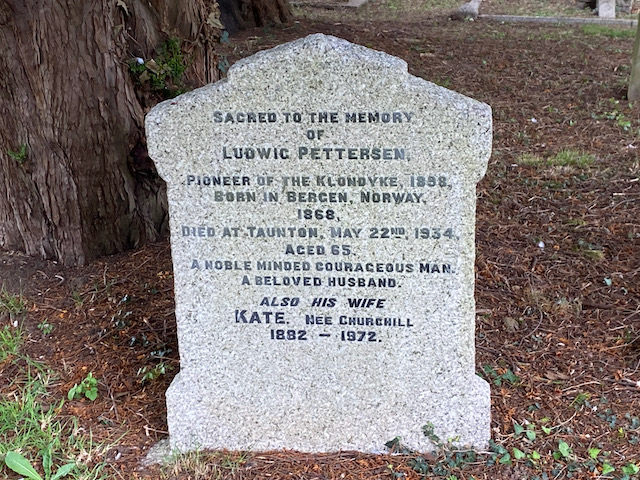 SACRED TO THE MEMORY
OF
LUDWIG PETTERSEN,
PIONEER OF THE KLONDYKE, 1898,
BORN IN BERGEN, NORWAY,
1868,
DIED AT TAUNTON, MAY 22ND, 1934,
AGED 65.
A NOBLE MINDED COURAGEOUS MAN.
A BELOVED HUSBAND.
ALSO HIS WIFE
KATE. NEE CHURCHILL
1882 – 1972.